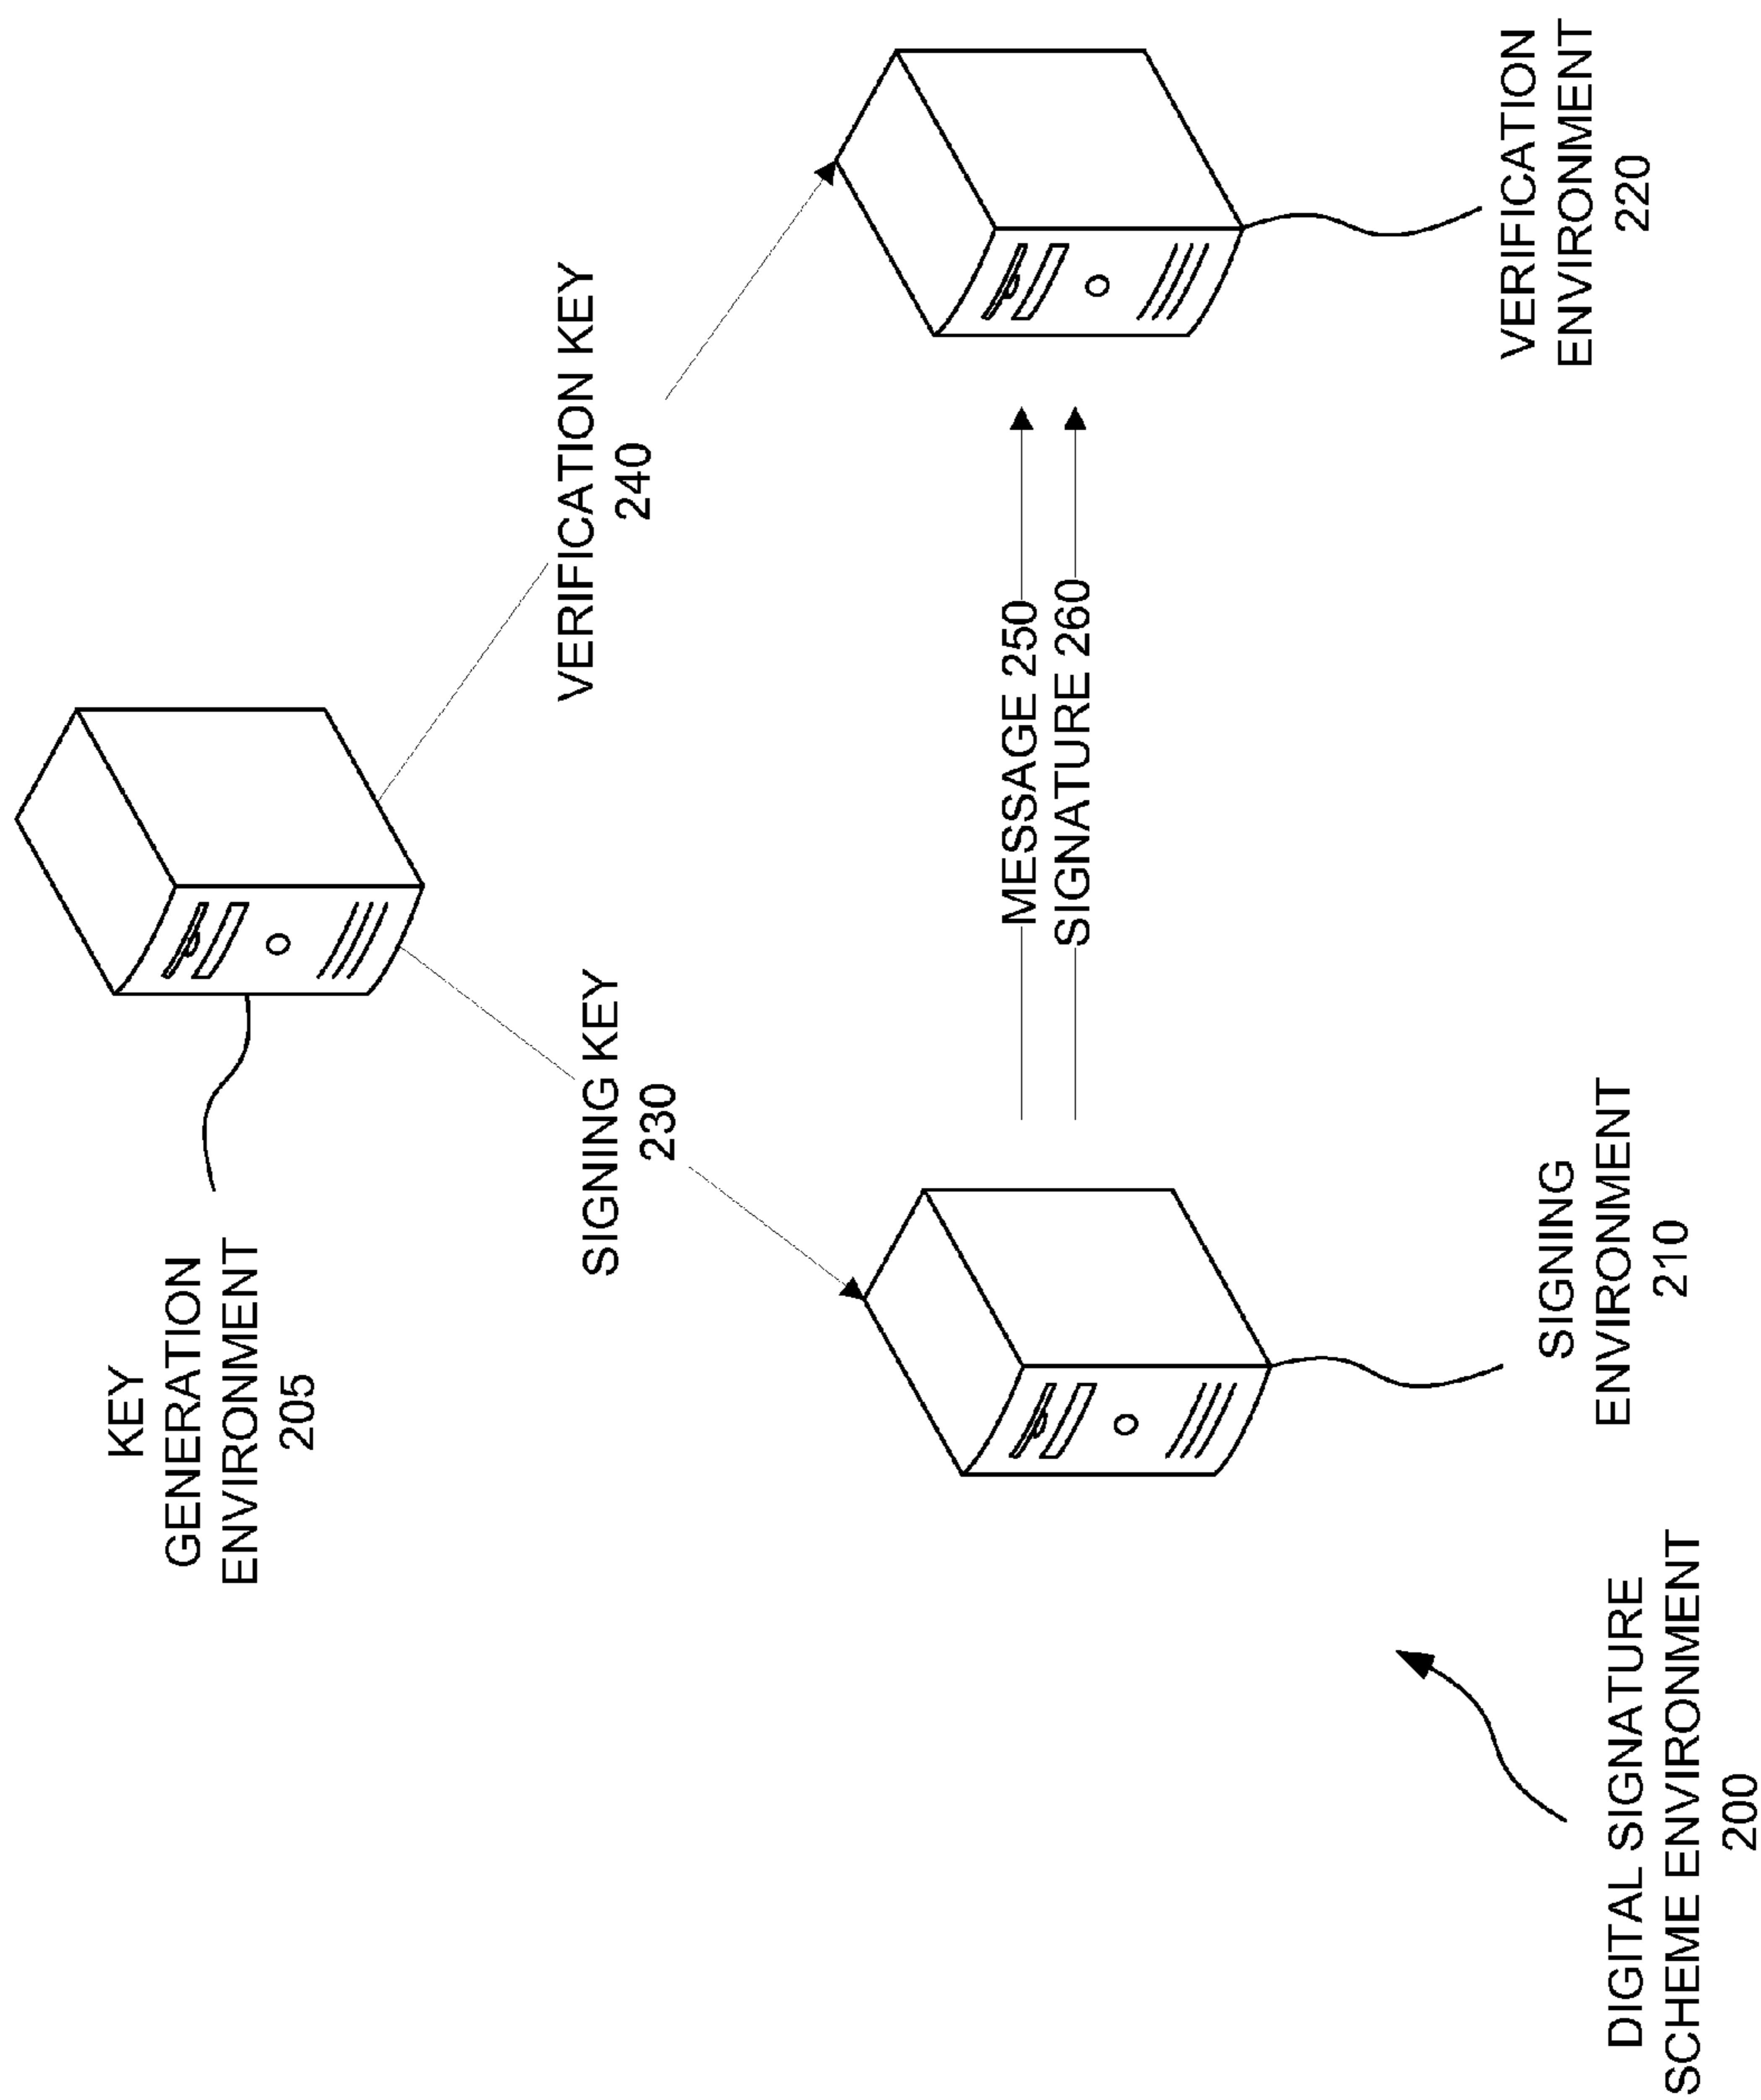 KEY
GENERATION
ENVIRONMENT
205
VERIFICATION KEY
240
SIGNING KEY
230
MESSAGE 250
SIGNATURE 260
VERIFICATION
ENVIRONMENT
220
SIGNING
ENVIRONMENT
210
DIGITAL SIGNATURE
SCHEME ENVIRONMENT
200